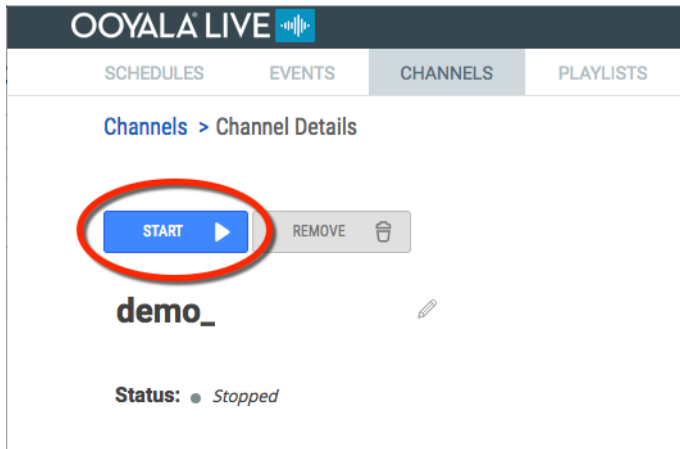 OOYALA LIVE
SCHEDULES EVENTS CHANNELS PLAYLISTS
Channels > Channel Details
START REMOVE
demo_
Status: Stopped